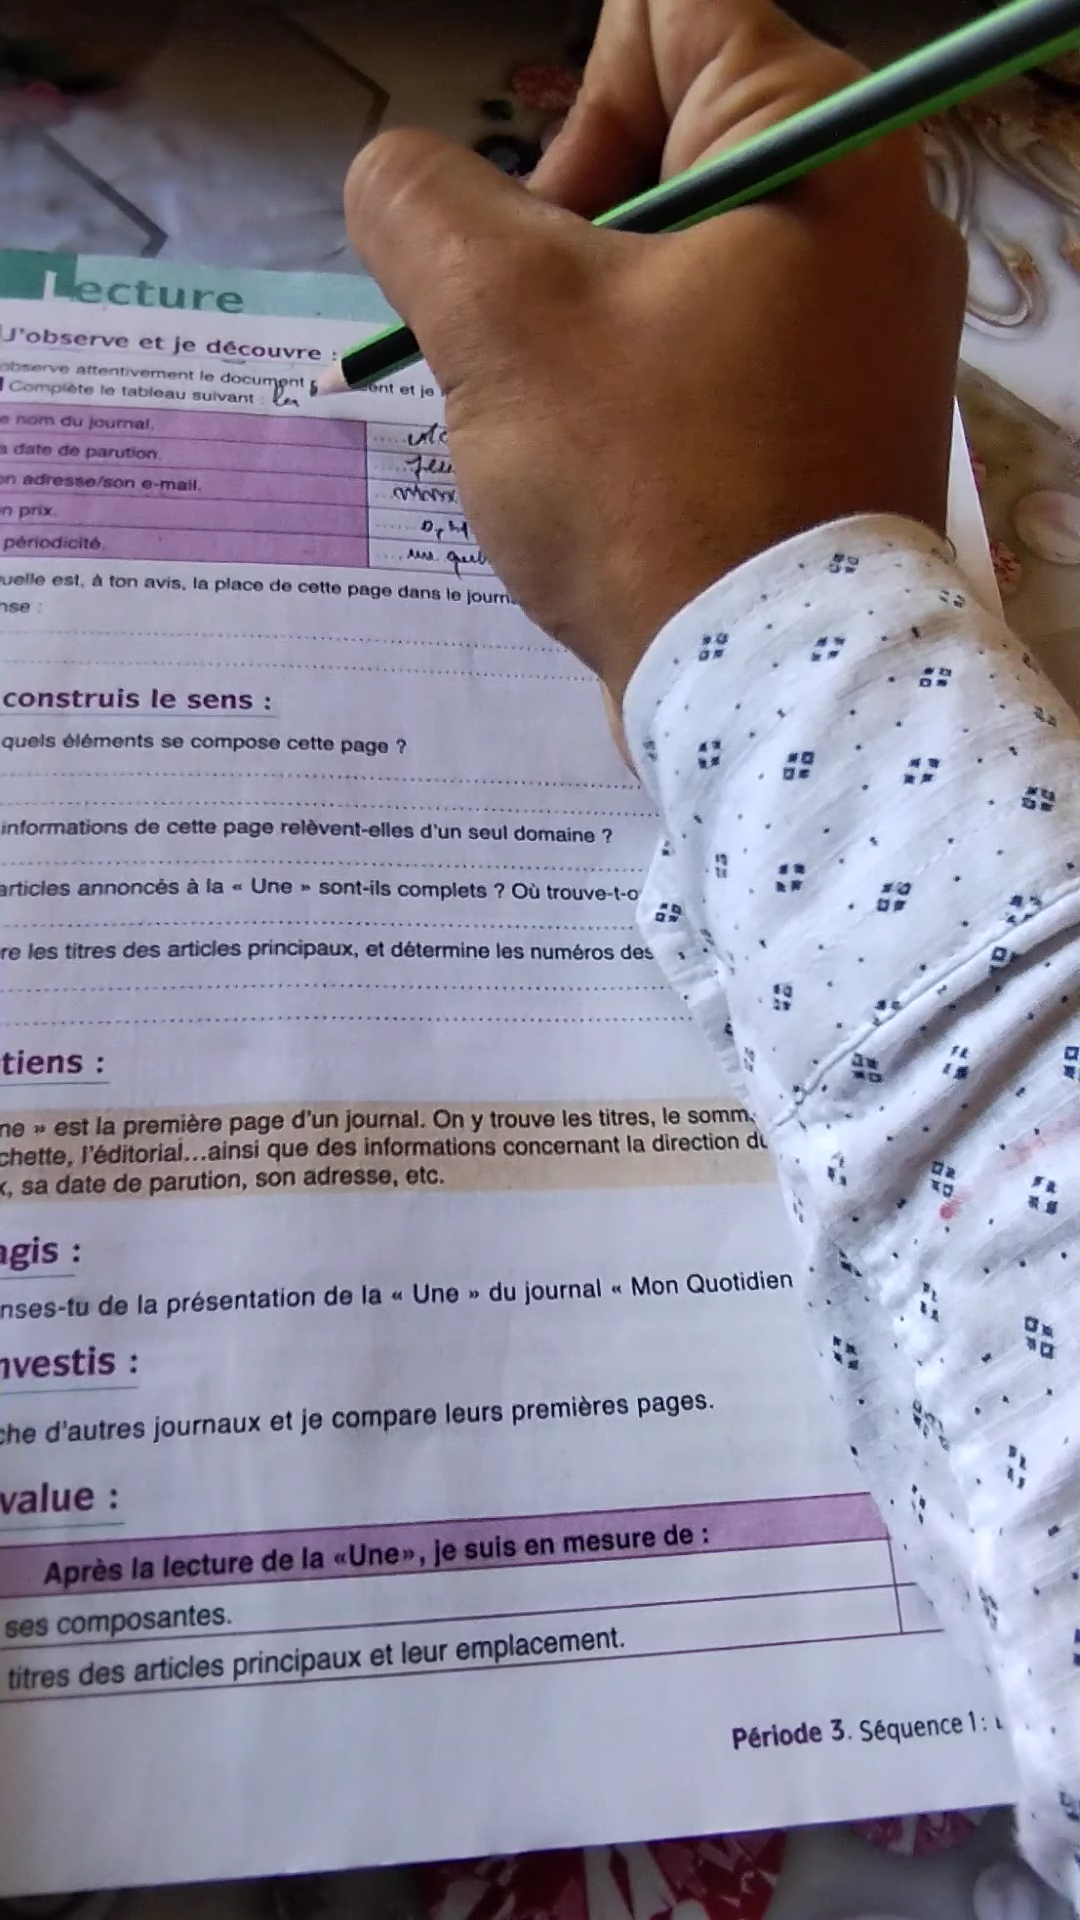 Lecture
J'observe et je découvre :
observe attentivement le document ent et je
Complète le tableau suivant :
nom du journal.
date de parution.
on adresse/son e-mail.
n prix.
périodicité.
uelle est, à ton avis, la place de cette page dans le journ
nse :
construis le sens :
quels éléments se compose cette page ?
informations de cette page relèvent-elles d'un seul domaine ?
articles annoncés à la « Une » sont-ils complets ? Où trouve-t-o
re les titres des articles principaux, et détermine les numéros des
tiens :
ne » est la première page d'un journal. On y trouve les titres, le somm
chette, l'éditorial...ainsi que des informations concernant la direction du
x, sa date de parution, son adresse, etc.
agis :
nses-tu de la présentation de la « Une » du journal « Mon Quotidien
nvestis :
che d'autres journaux et je compare leurs premières pages.
value :
Après la lecture de la «Une», je suis en mesure de :
ses composantes.
titres des articles principaux et leur emplacement.
Période 3. Séquence 1 :